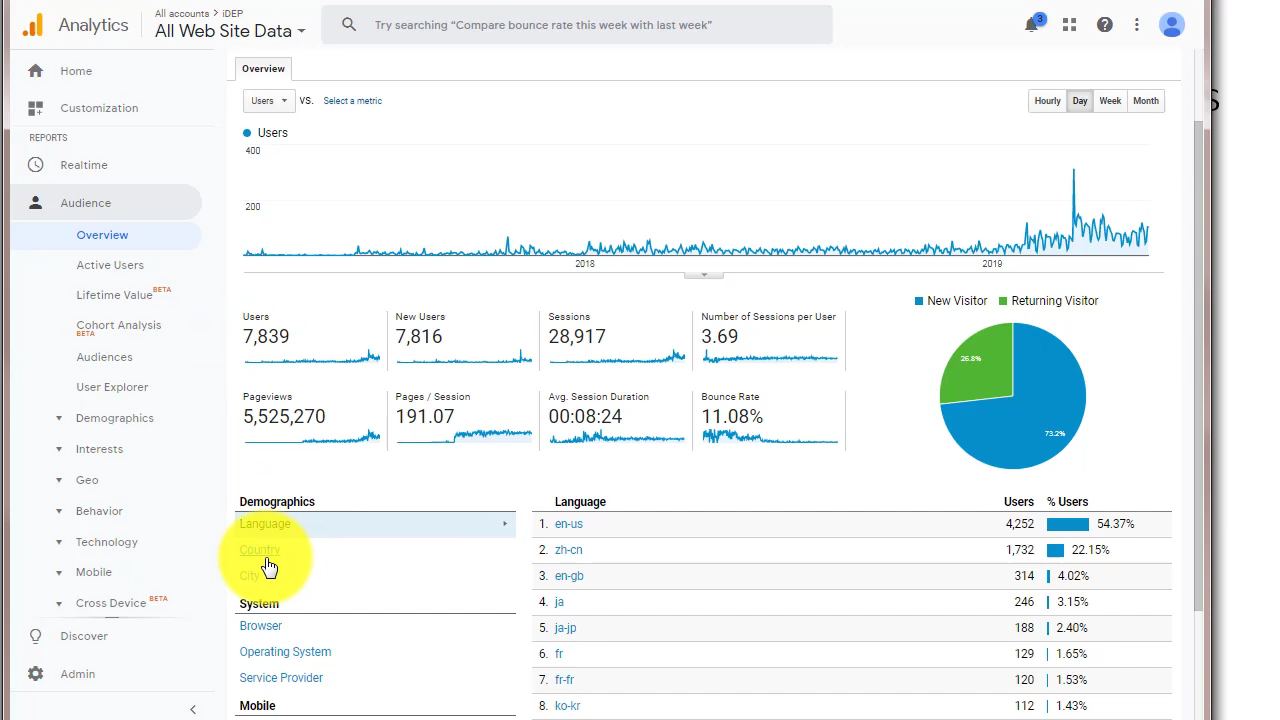 Analytics
All accounts > iDEP
All Web Site Data
Try searching “Compare bounce rate this week with last week”
3
Home
Customization
REPORTS
Realtime
Audience
Overview
Active Users
Lifetime Value BETA
Cohort Analysis
BETA
Audiences
User Explorer
Demographics
Interests
Geo
Behavior
Technology
Mobile
Cross Device BETA
Discover
Admin
Overview
Users VS. Select a metric
Hourly Day Week Month
Users
400
200
2018 2019
Users
7,839
New Users
7,816
Sessions
28,917
Number of Sessions per User
3.69
Pageviews
5,525,270
Pages / Session
191.07
Avg. Session Duration
00:08:24
Bounce Rate
11.08%
New Visitor Returning Visitor
26.8%
73.2%
Demographics
Language
Country
City
System
Browser
Operating System
Service Provider
Mobile
Language Users % Users
1. en-us 4,252 54.37%
2. zh-cn 1,732 22.15%
3. en-gb 314 4.02%
4. ja 246 3.15%
5. ja-jp 188 2.40%
6. fr 129 1.65%
7. fr-fr 120 1.53%
8. ko-kr 112 1.43%